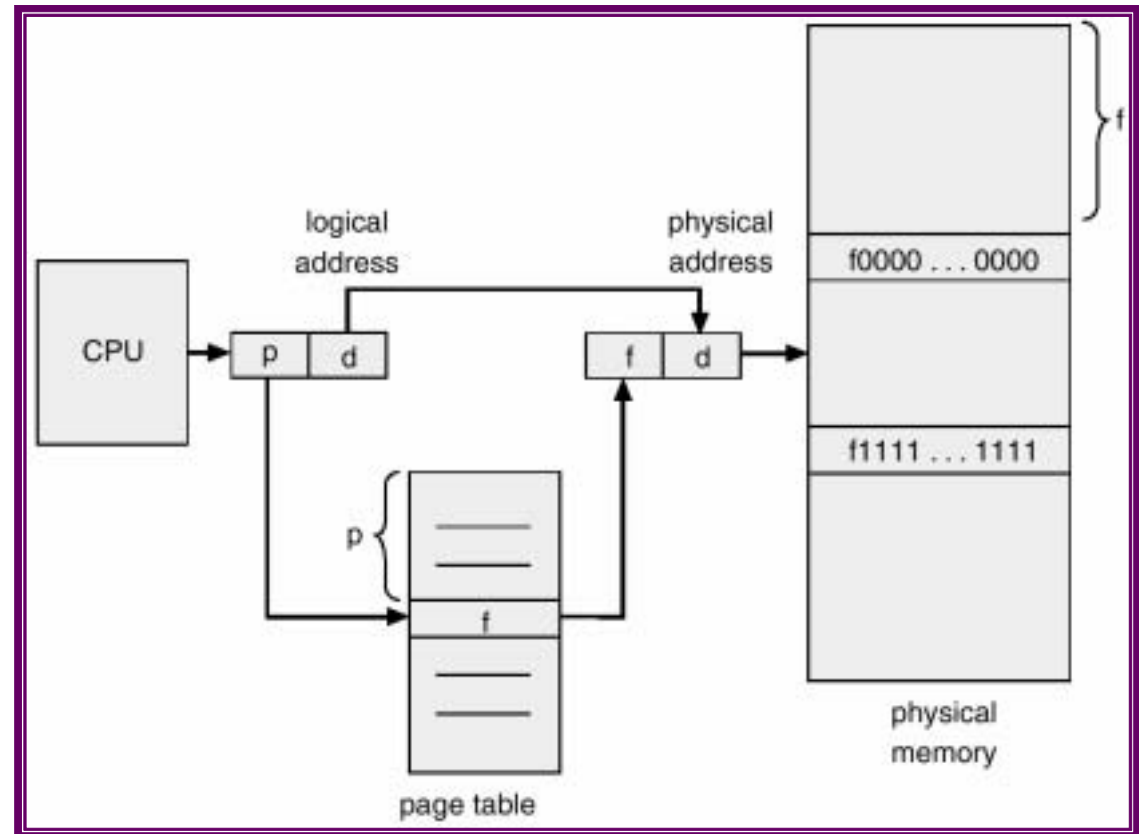 f
f0000 . . . 0000
logical
address
physical
address
CPU
p
d
f
d
f1111 . . . 1111
p
f
physical
memory
page table